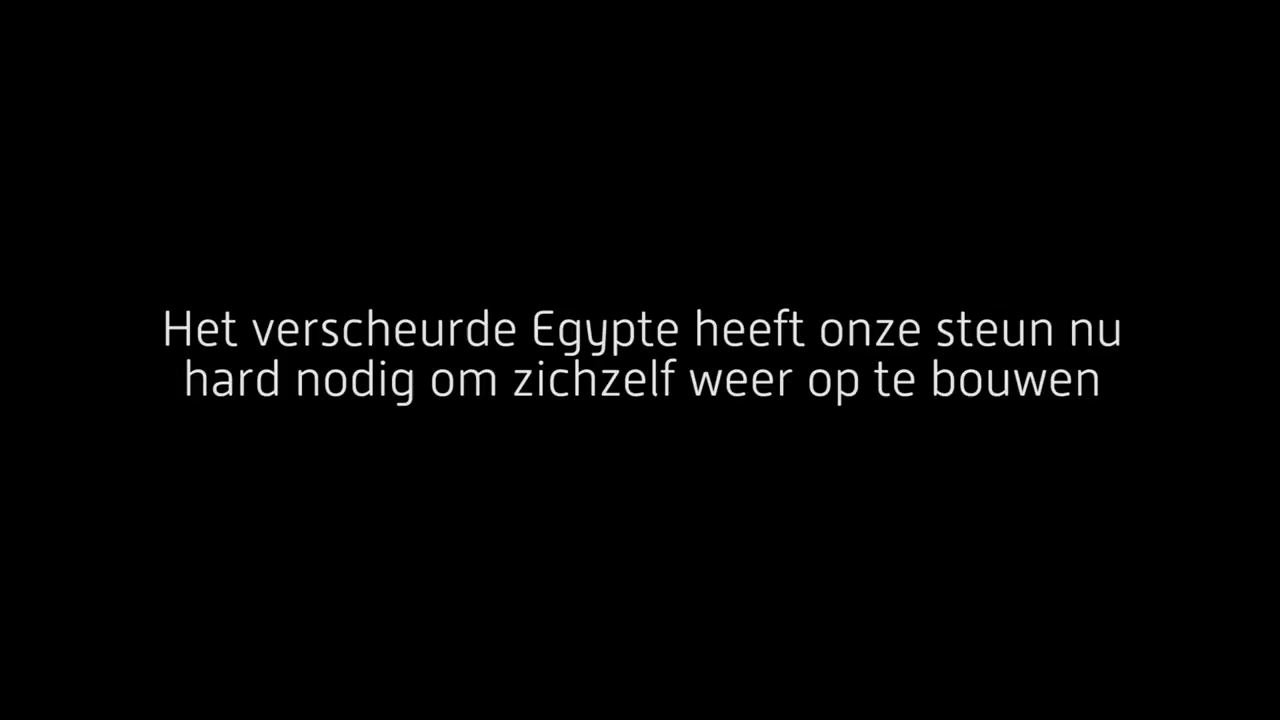 Het verscheurde Egypte heeft onze steun nu
hard nodig om zichzelf weer op te bouwen